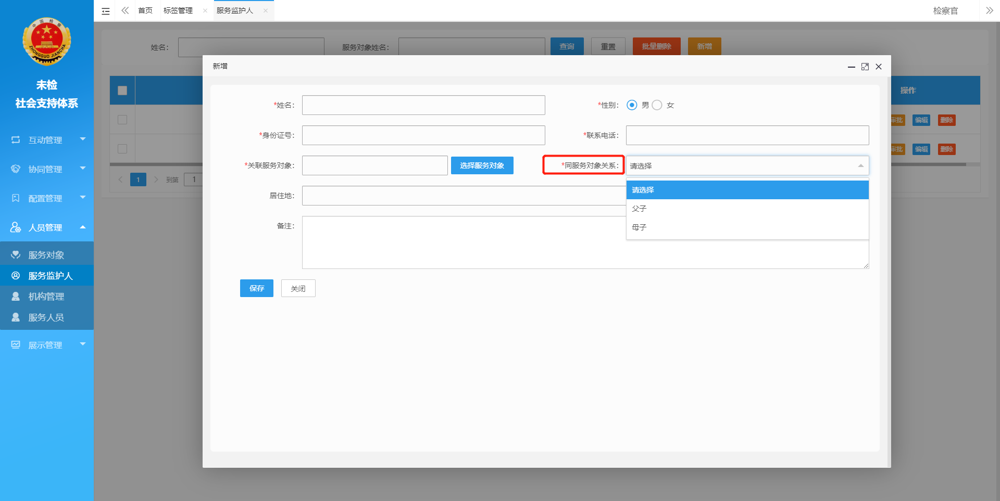 首页 标签管理 服务监护人 检察官
中国检察
ZHONGGUO JIANCHA
未检
社会支持体系
互动管理
协同管理
配置管理
人员管理
服务对象
服务监护人
机构管理
服务人员
展示管理
姓名： 服务对象姓名： 查询 重置 批量删除 新增
操作
审批 编辑 删除
审批 编辑 删除
1 到第 1
新增
*姓名： *性别： 男 女
*身份证号： *联系电话：
*关联服务对象： 选择服务对象 *同服务对象关系： 请选择
请选择
父子
母子
居住地：
备注：
保存 关闭